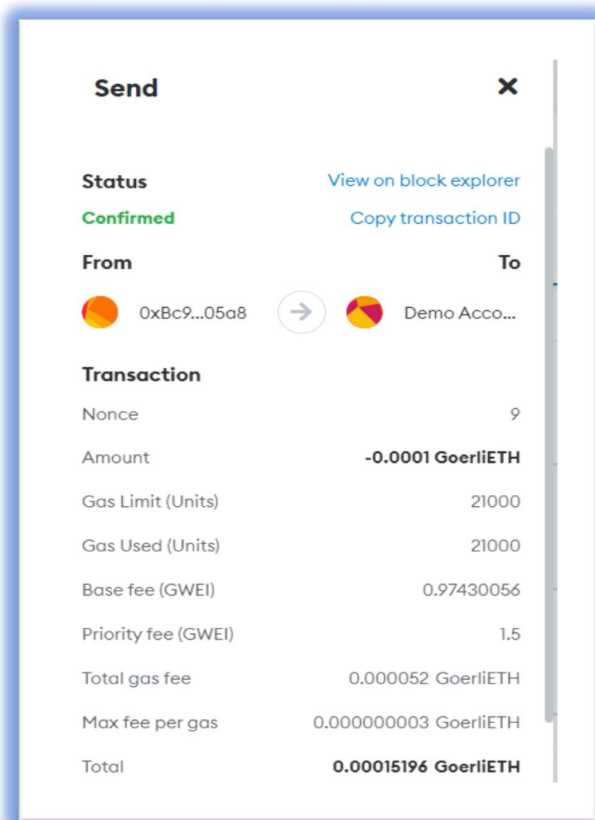 Send
Status View on block explorer
Confirmed Copy transaction ID
From To
0xBc9...05a8 Demo Acco...
Transaction
Nonce 9
Amount -0.0001 GoerliETH
Gas Limit (Units) 21000
Gas Used (Units) 21000
Base fee (GWEI) 0.97430056
Priority fee (GWEI) 1.5
Total gas fee 0.000052 GoerliETH
Max fee per gas 0.000000003 GoerliETH
Total 0.00015196 GoerliETH